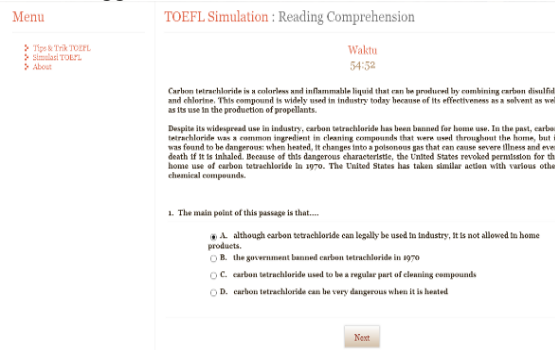 Menu
Tips & Trik TOEFL
Simulasi TOEFL
About
TOEFL Simulation : Reading Comprehension
Waktu
54:52
Carbon tetrachloride is a colorless and inflammable liquid that can be produced by combining carbon disulfid
and chlorine. This compound is widely used in industry today because of its effectiveness as a solvent as wel
as its use in the production of propellants.
Despite its widespread use in industry, carbon tetrachloride has been banned for home use. In the past, carbo
tetrachloride was a common ingredient in cleaning compounds that were used throughout the home, but i
was found to be dangerous: when heated, it changes into a poisonous gas that can cause severe illness and eve
death if it is inhaled. Because of this dangerous characteristic, the United States revoked permission for th
home use of carbon tetrachloride in 1970. The United States has taken similar action with various othe
chemical compounds.
1. The main point of this passage is that....
A. although carbon tetrachloride can legally be used in industry, it is not allowed in home
products.
B. the government banned carbon tetrachloride in 1970
C. carbon tetrachloride used to be a regular part of cleaning compounds
D. carbon tetrachloride can be very dangerous when it is heated
Next